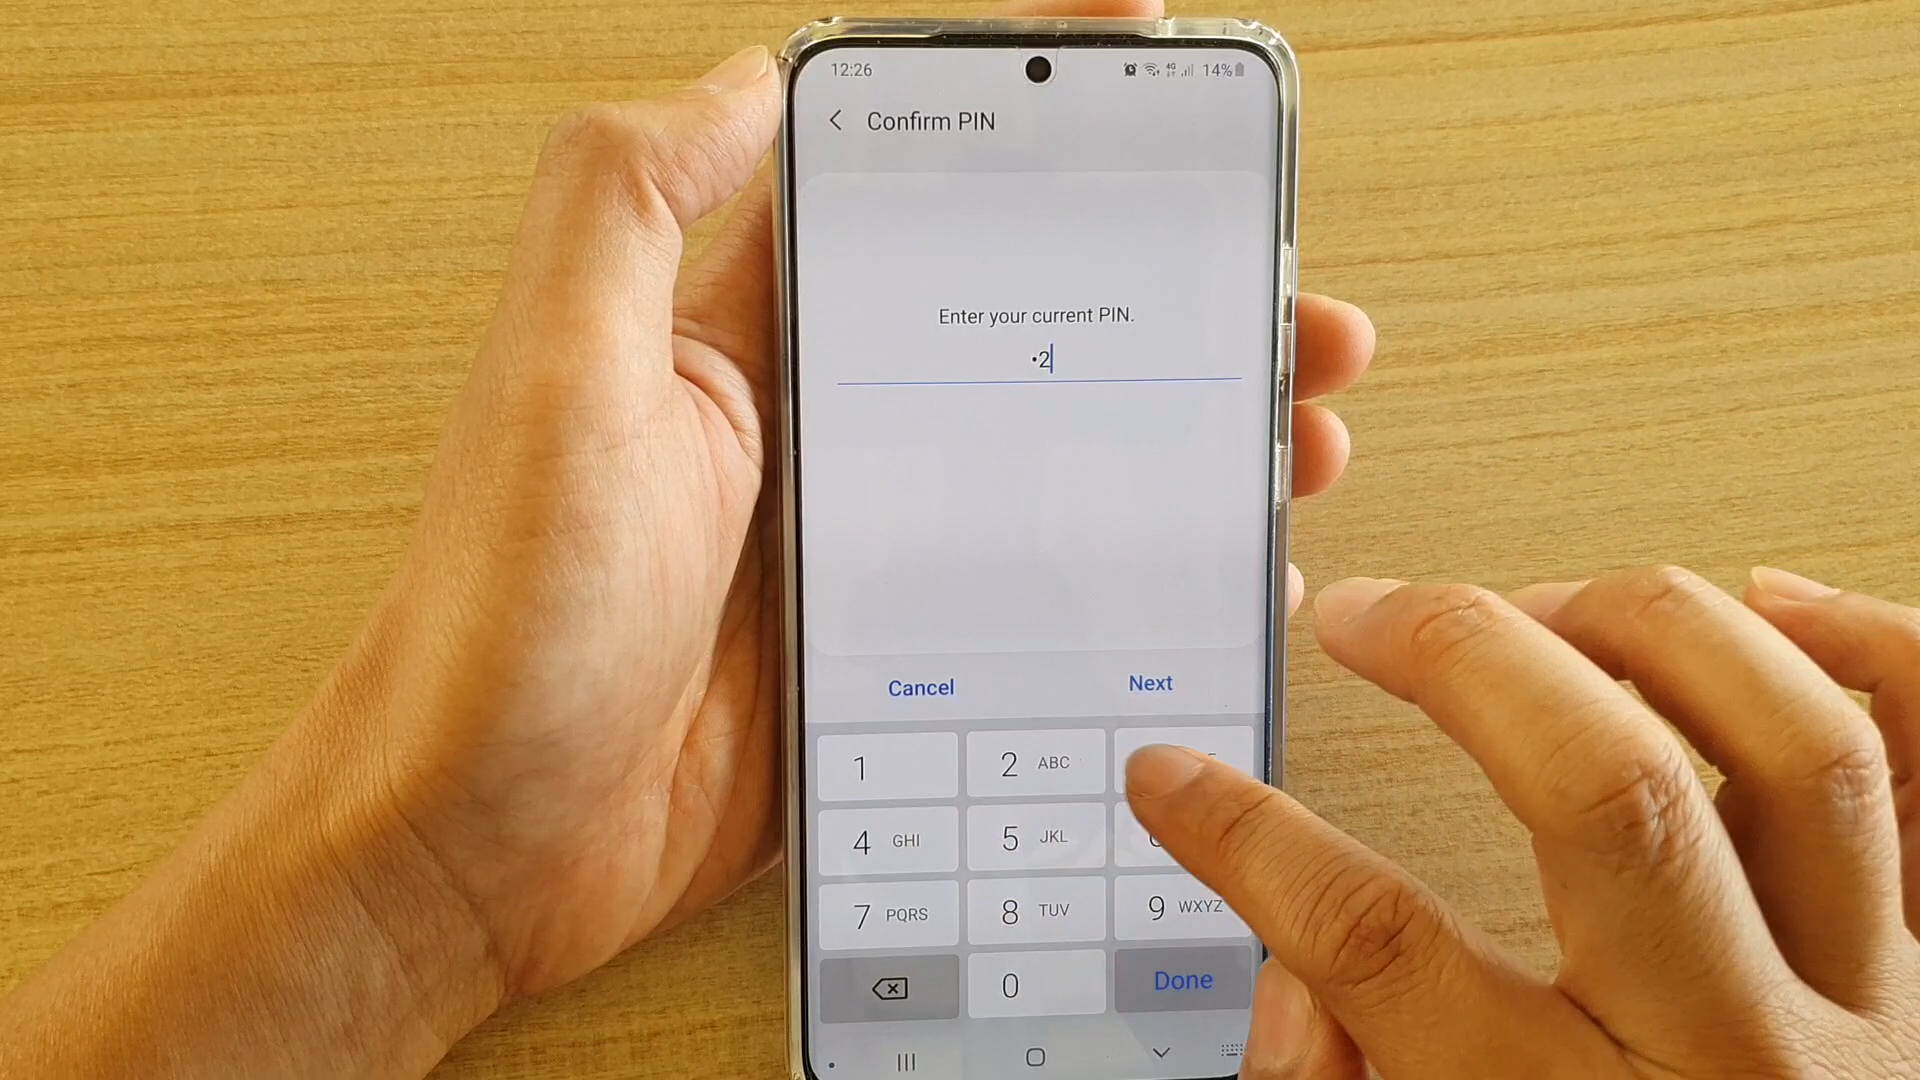 12:26
4G
14%
Confirm PIN
Enter your current PIN.
•2
Cancel
Next
1
2 ABC
4 GHI
5 JKL
7 PQRS
8 TUV
9 WXYZ
0
Done